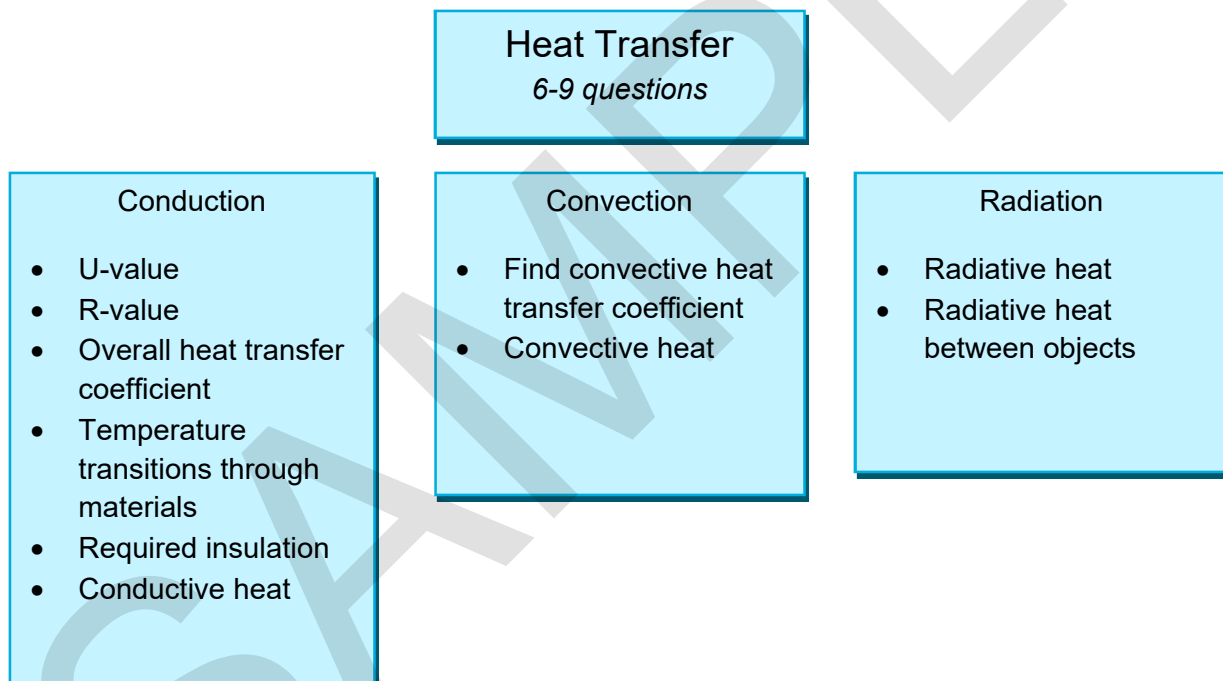 Heat Transfer
6-9 questions
Conduction
• U-value
• R-value
• Overall heat transfer
coefficient
• Temperature
transitions through
materials
• Required insulation
• Conductive heat
Convection
• Find convective heat
transfer coefficient
• Convective heat
Radiation
• Radiative heat
• Radiative heat
between objects
SAMPLE